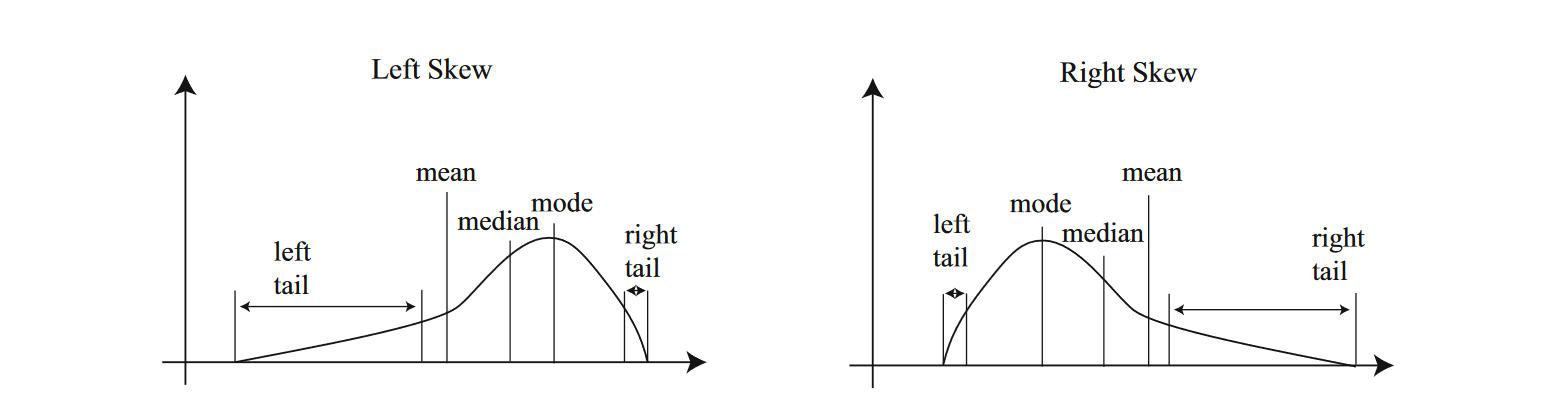 Left Skew
mean
mode
median
left
tail
right
tail
Right Skew
mean
mode
median
left
tail
right
tail